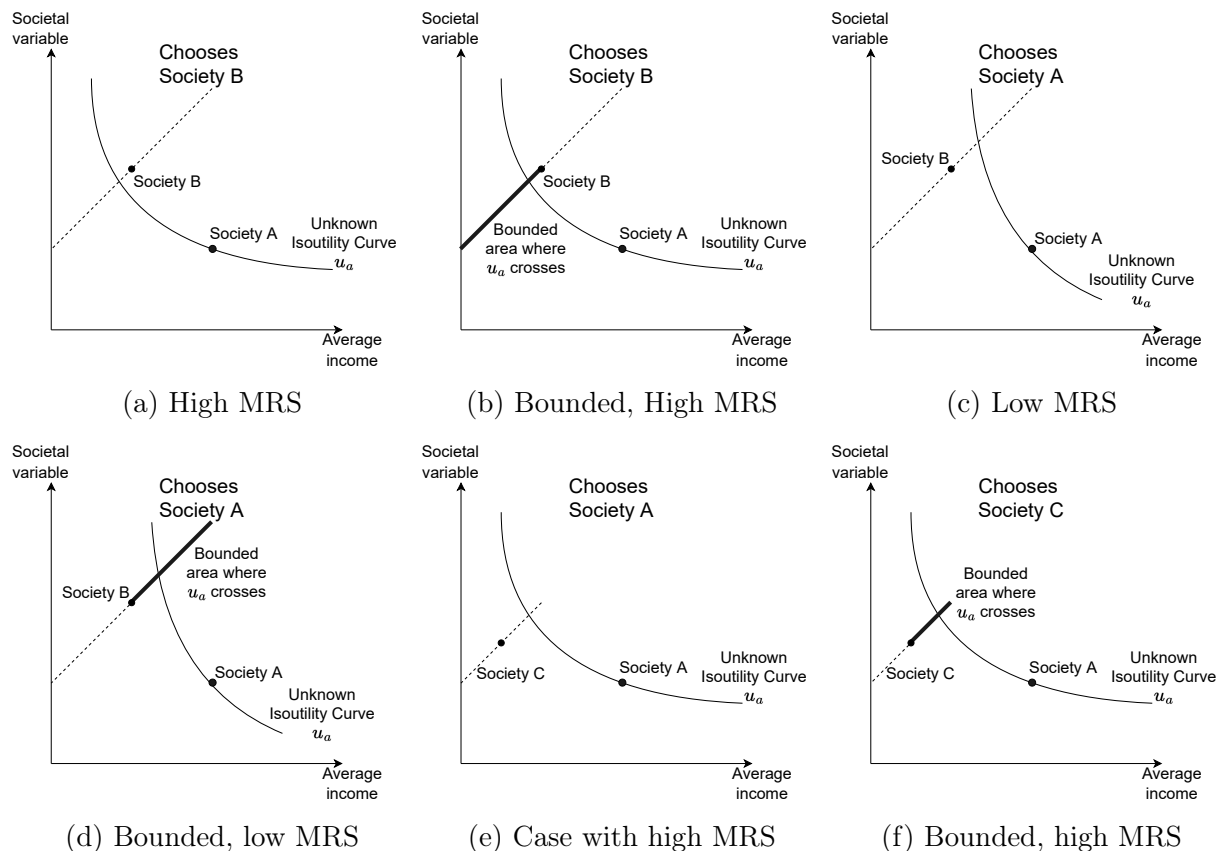 Societal
variable
Chooses
Society B
Society B
Society A
Unknown
Isoutility Curve
u_a
Average
income
(a) High MRS
Societal
variable
Chooses
Society B
Society B
Bounded
area where
u_a crosses
Society A
Unknown
Isoutility Curve
u_a
Average
income
(b) Bounded, High MRS
Societal
variable
Chooses
Society A
Society B
Society A
Unknown
Isoutility Curve
u_a
Average
income
(c) Low MRS
Societal
variable
Chooses
Society A
Bounded
area where
u_a crosses
Society B
Society A
Unknown
Isoutility Curve
u_a
Average
income
(d) Bounded, low MRS
Societal
variable
Chooses
Society A
Society C
Society A
Unknown
Isoutility Curve
u_a
Average
income
(e) Case with high MRS
Societal
variable
Chooses
Society C
Bounded
area where
u_a crosses
Society C
Society A
Unknown
Isoutility Curve
u_a
Average
income
(f) Bounded, high MRS